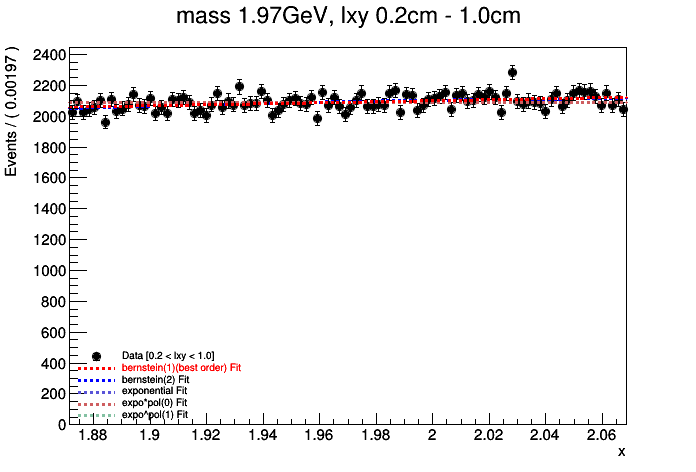 mass 1.97GeV, lxy 0.2cm - 1.0cm
Events / ( 0.00197 )
2400
2200
2000
1800
1600
1400
1200
1000
800
600
400
200
0
Data [0.2 < lxy < 1.0]
bernstein(1)(best order) Fit
bernstein(2) Fit
exponential Fit
expo*pol(0) Fit
expo^pol(1) Fit
1.88 1.9 1.92 1.94 1.96 1.98 2 2.02 2.04 2.06
x